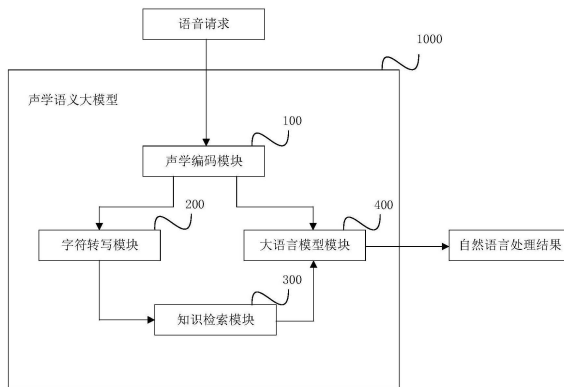 语音请求
1000
声学语义大模型
100
声学编码模块
200
400
字符转写模块
大语言模型模块
自然语言处理结果
300
知识检索模块